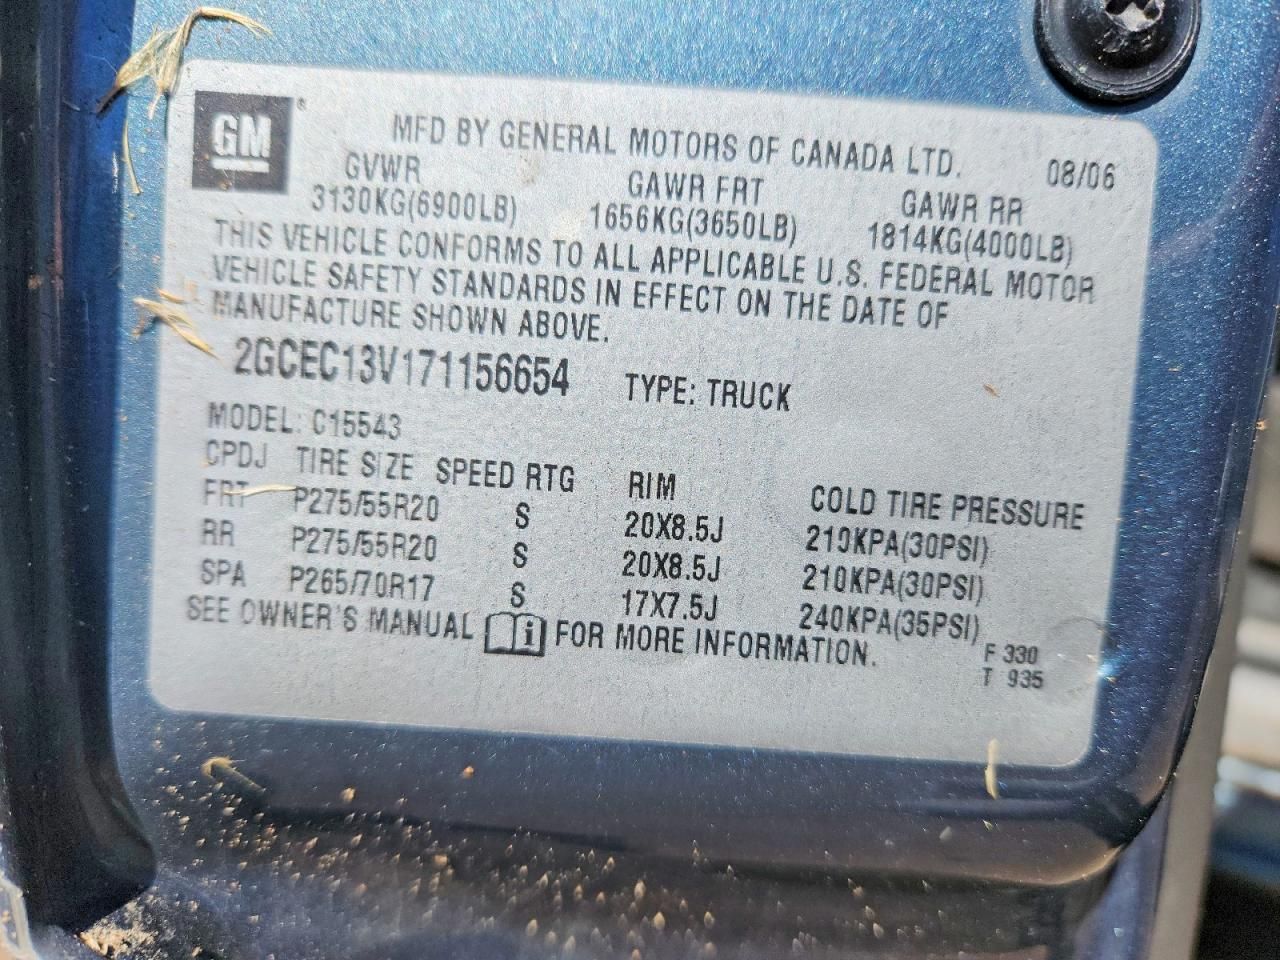 GM ®
MFD BY GENERAL MOTORS OF CANADA LTD.
08/06
GVWR GAWR FRT GAWR RR
3130KG(6900LB) 1656KG(3650LB) 1814KG(4000LB)
THIS VEHICLE CONFORMS TO ALL APPLICABLE U.S. FEDERAL MOTOR
VEHICLE SAFETY STANDARDS IN EFFECT ON THE DATE OF
MANUFACTURE SHOWN ABOVE.
2GCEC13V171156654 TYPE: TRUCK
MODEL: C15543
CPDJ TIRE SIZE SPEED RTG RIM COLD TIRE PRESSURE
FRT P275/55R20 S 20X8.5J 210KPA(30PSI)
RR P275/55R20 S 20X8.5J 210KPA(30PSI)
SPA P265/70R17 S 17X7.5J 240KPA(35PSI)
SEE OWNER'S MANUAL i FOR MORE INFORMATION.
F 330
T 935